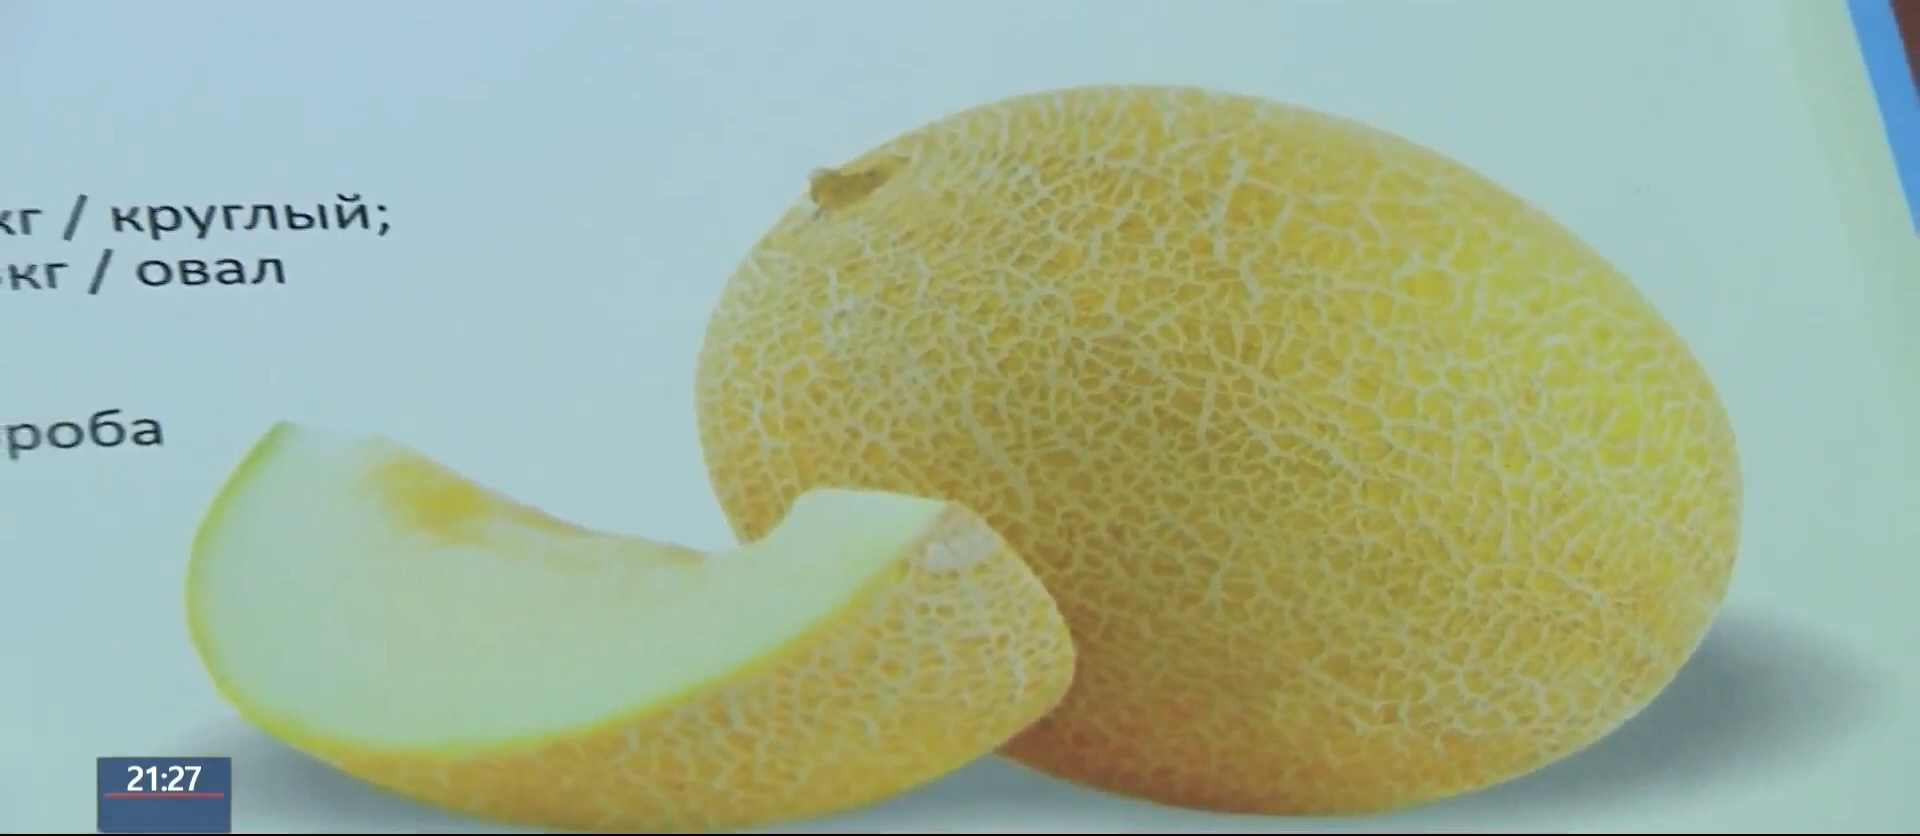 кг / круглый;
кг / овал
роба
21:27